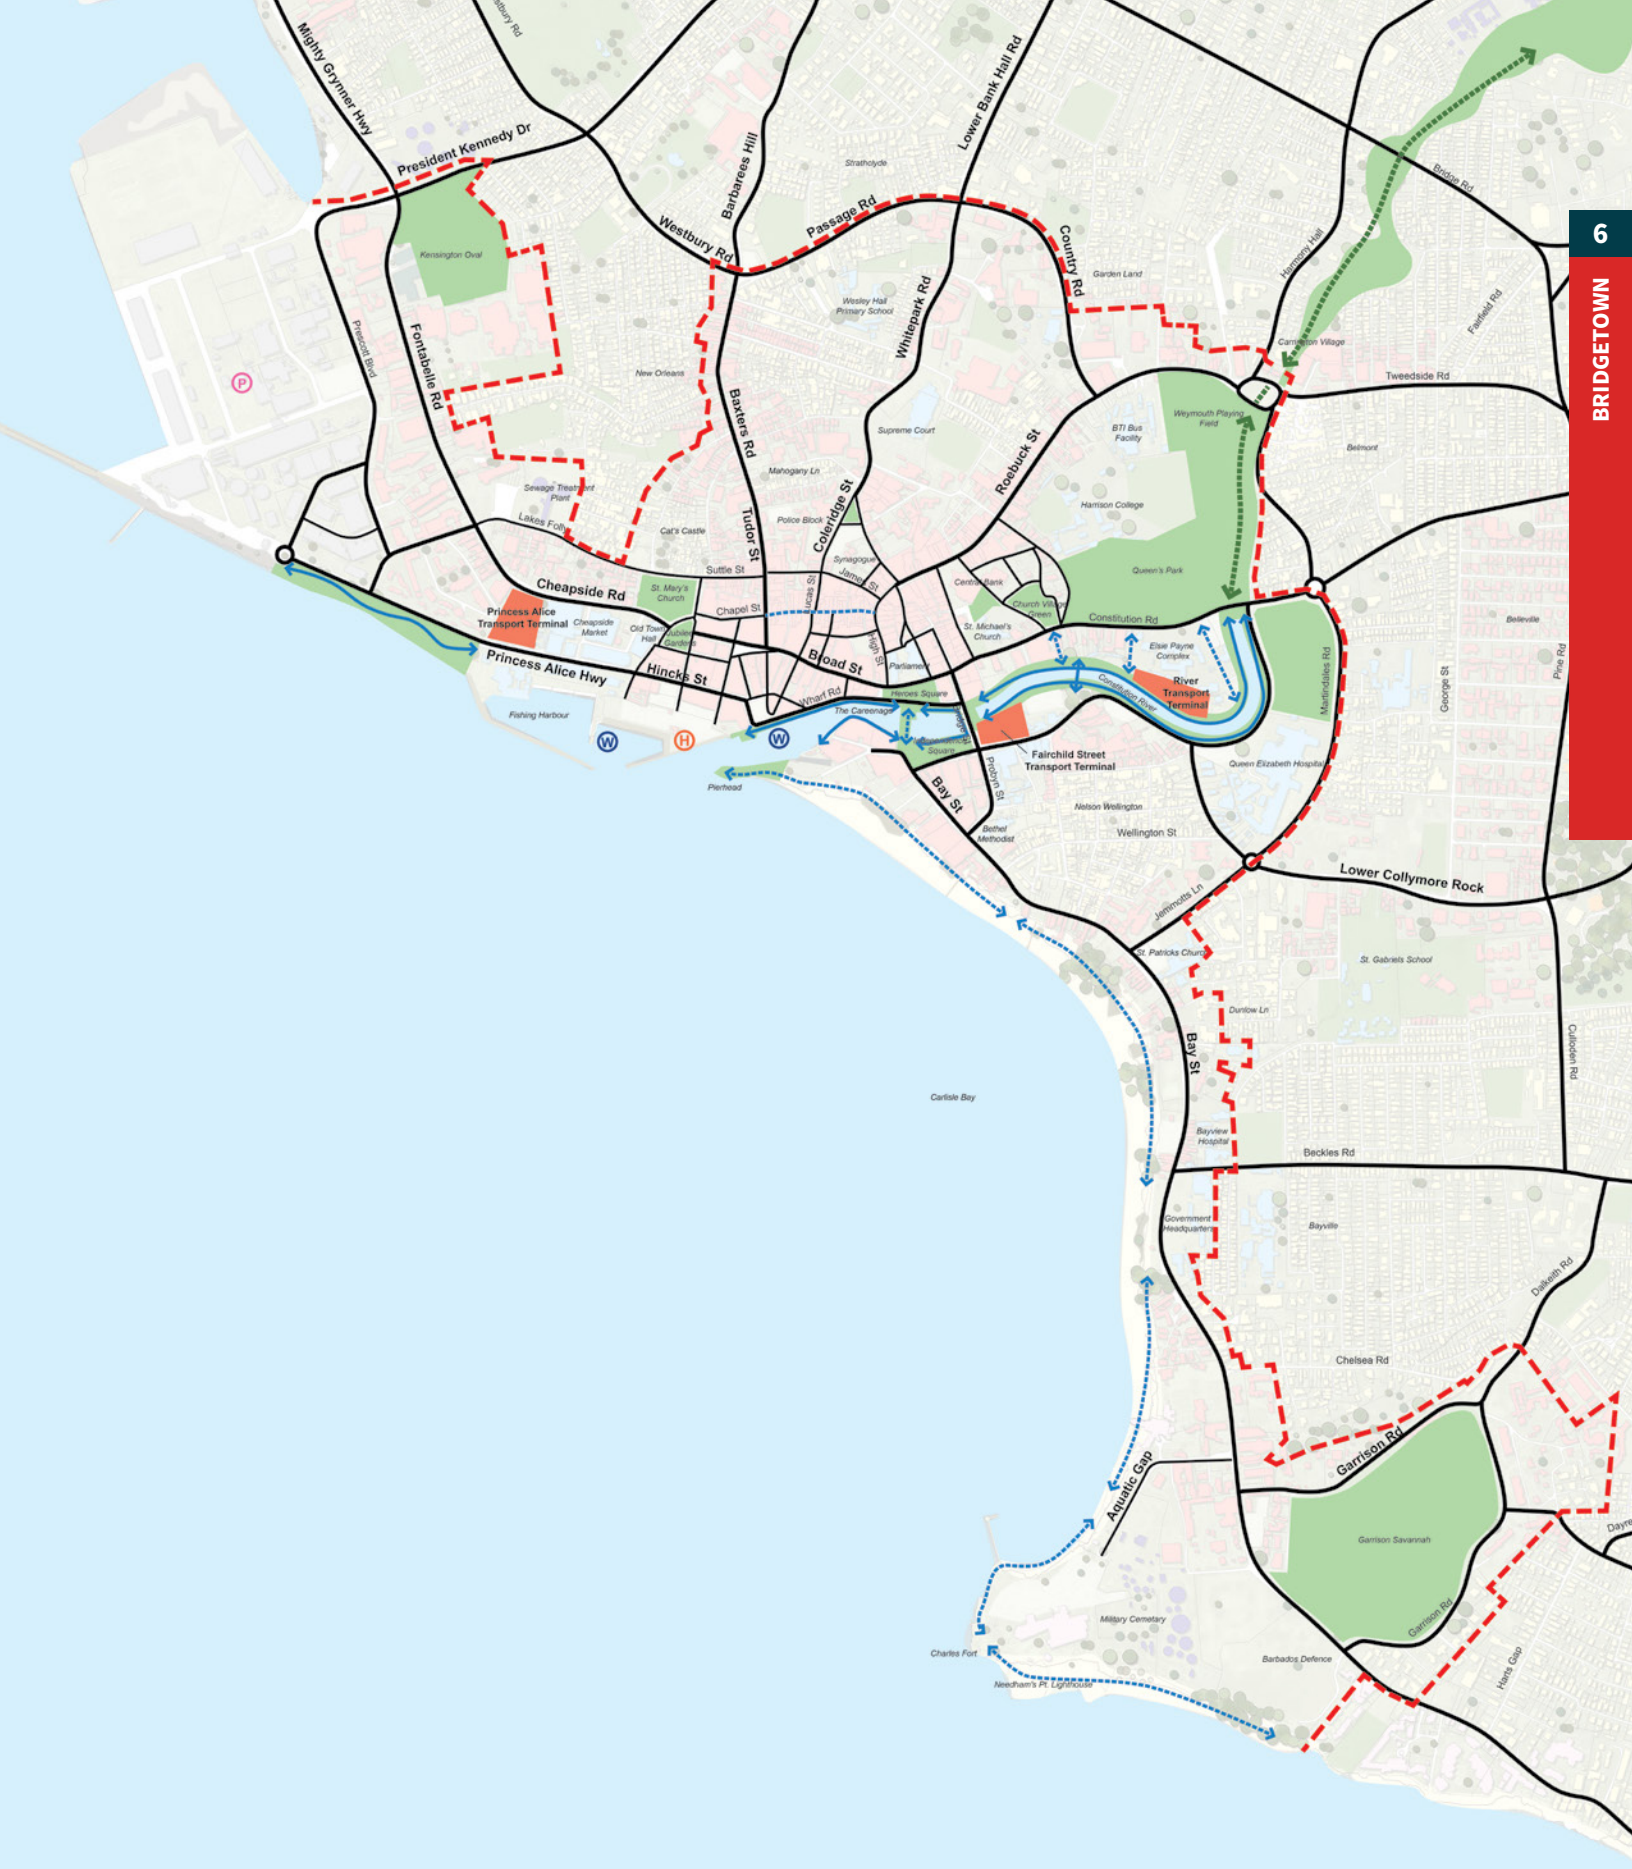 Mighty Grynner Hwy
President Kennedy Dr
Barbarees Hill
Lower Bank Hall Rd
Strathclyde
Bridge Rd
6
BRIDGETOWN
Westbury Rd
Passage Rd
Country Rd
Harmony Hall
Kensington Oval
Garden Land
Wesley Hall
Primary School
Whitepark Rd
Fairfield Rd
Prescott Blvd
Fontabelle Rd
Carrington Village
New Orleans
Tweedside Rd
P
Baxters Rd
Weymouth Playing
Field
Supreme Court
BTI Bus
Facility
Roebuck St
Belmont
Mahogany Ln
Sewage Treatment
Plant
Coleridge St
Harrison College
Lakes Folly
Cat's Castle
Tudor St
Police Block
Synagogue
Suttle St
James St
Queen's Park
Cheapside Rd
St. Mary's
Church
Lucas St
Central Bank
Princess Alice
Transport Terminal
Chapel St
Church Village
Green
Constitution Rd
Belleville
Cheapside
Market
Old Town
Hall
Jubilee
Gardens
St. Michael's
Church
High St
Elsie Payne
Complex
Princess Alice Hwy
Hincks St
Broad St
Parliament
Martindales Rd
George St
Pine Rd
Constitution River
River
Transport
Terminal
Wharf Rd
Heroes Square
Fishing Harbour
The Careenage
Independence
Square
W
H
W
Fairchild Street
Transport Terminal
Queen Elizabeth Hospital
Pierhead
Bay St
Probyn St
Nelson Wellington
Bethel
Methodist
Wellington St
Lower Collymore Rock
Jemmotts Ln
St. Patricks Church
St. Gabriels School
Dunlow Ln
Bay St
Culloden Rd
Carlisle Bay
Bayview
Hospital
Beckles Rd
Government
Headquarters
Bayville
Dalkeith Rd
Chelsea Rd
Garrison Rd
Aquatic Gap
Garrison Savannah
Military Cemetary
Garrison Rd
Charles Fort
Barbados Defence
Harts Gap
Needham's Pt. Lighthouse